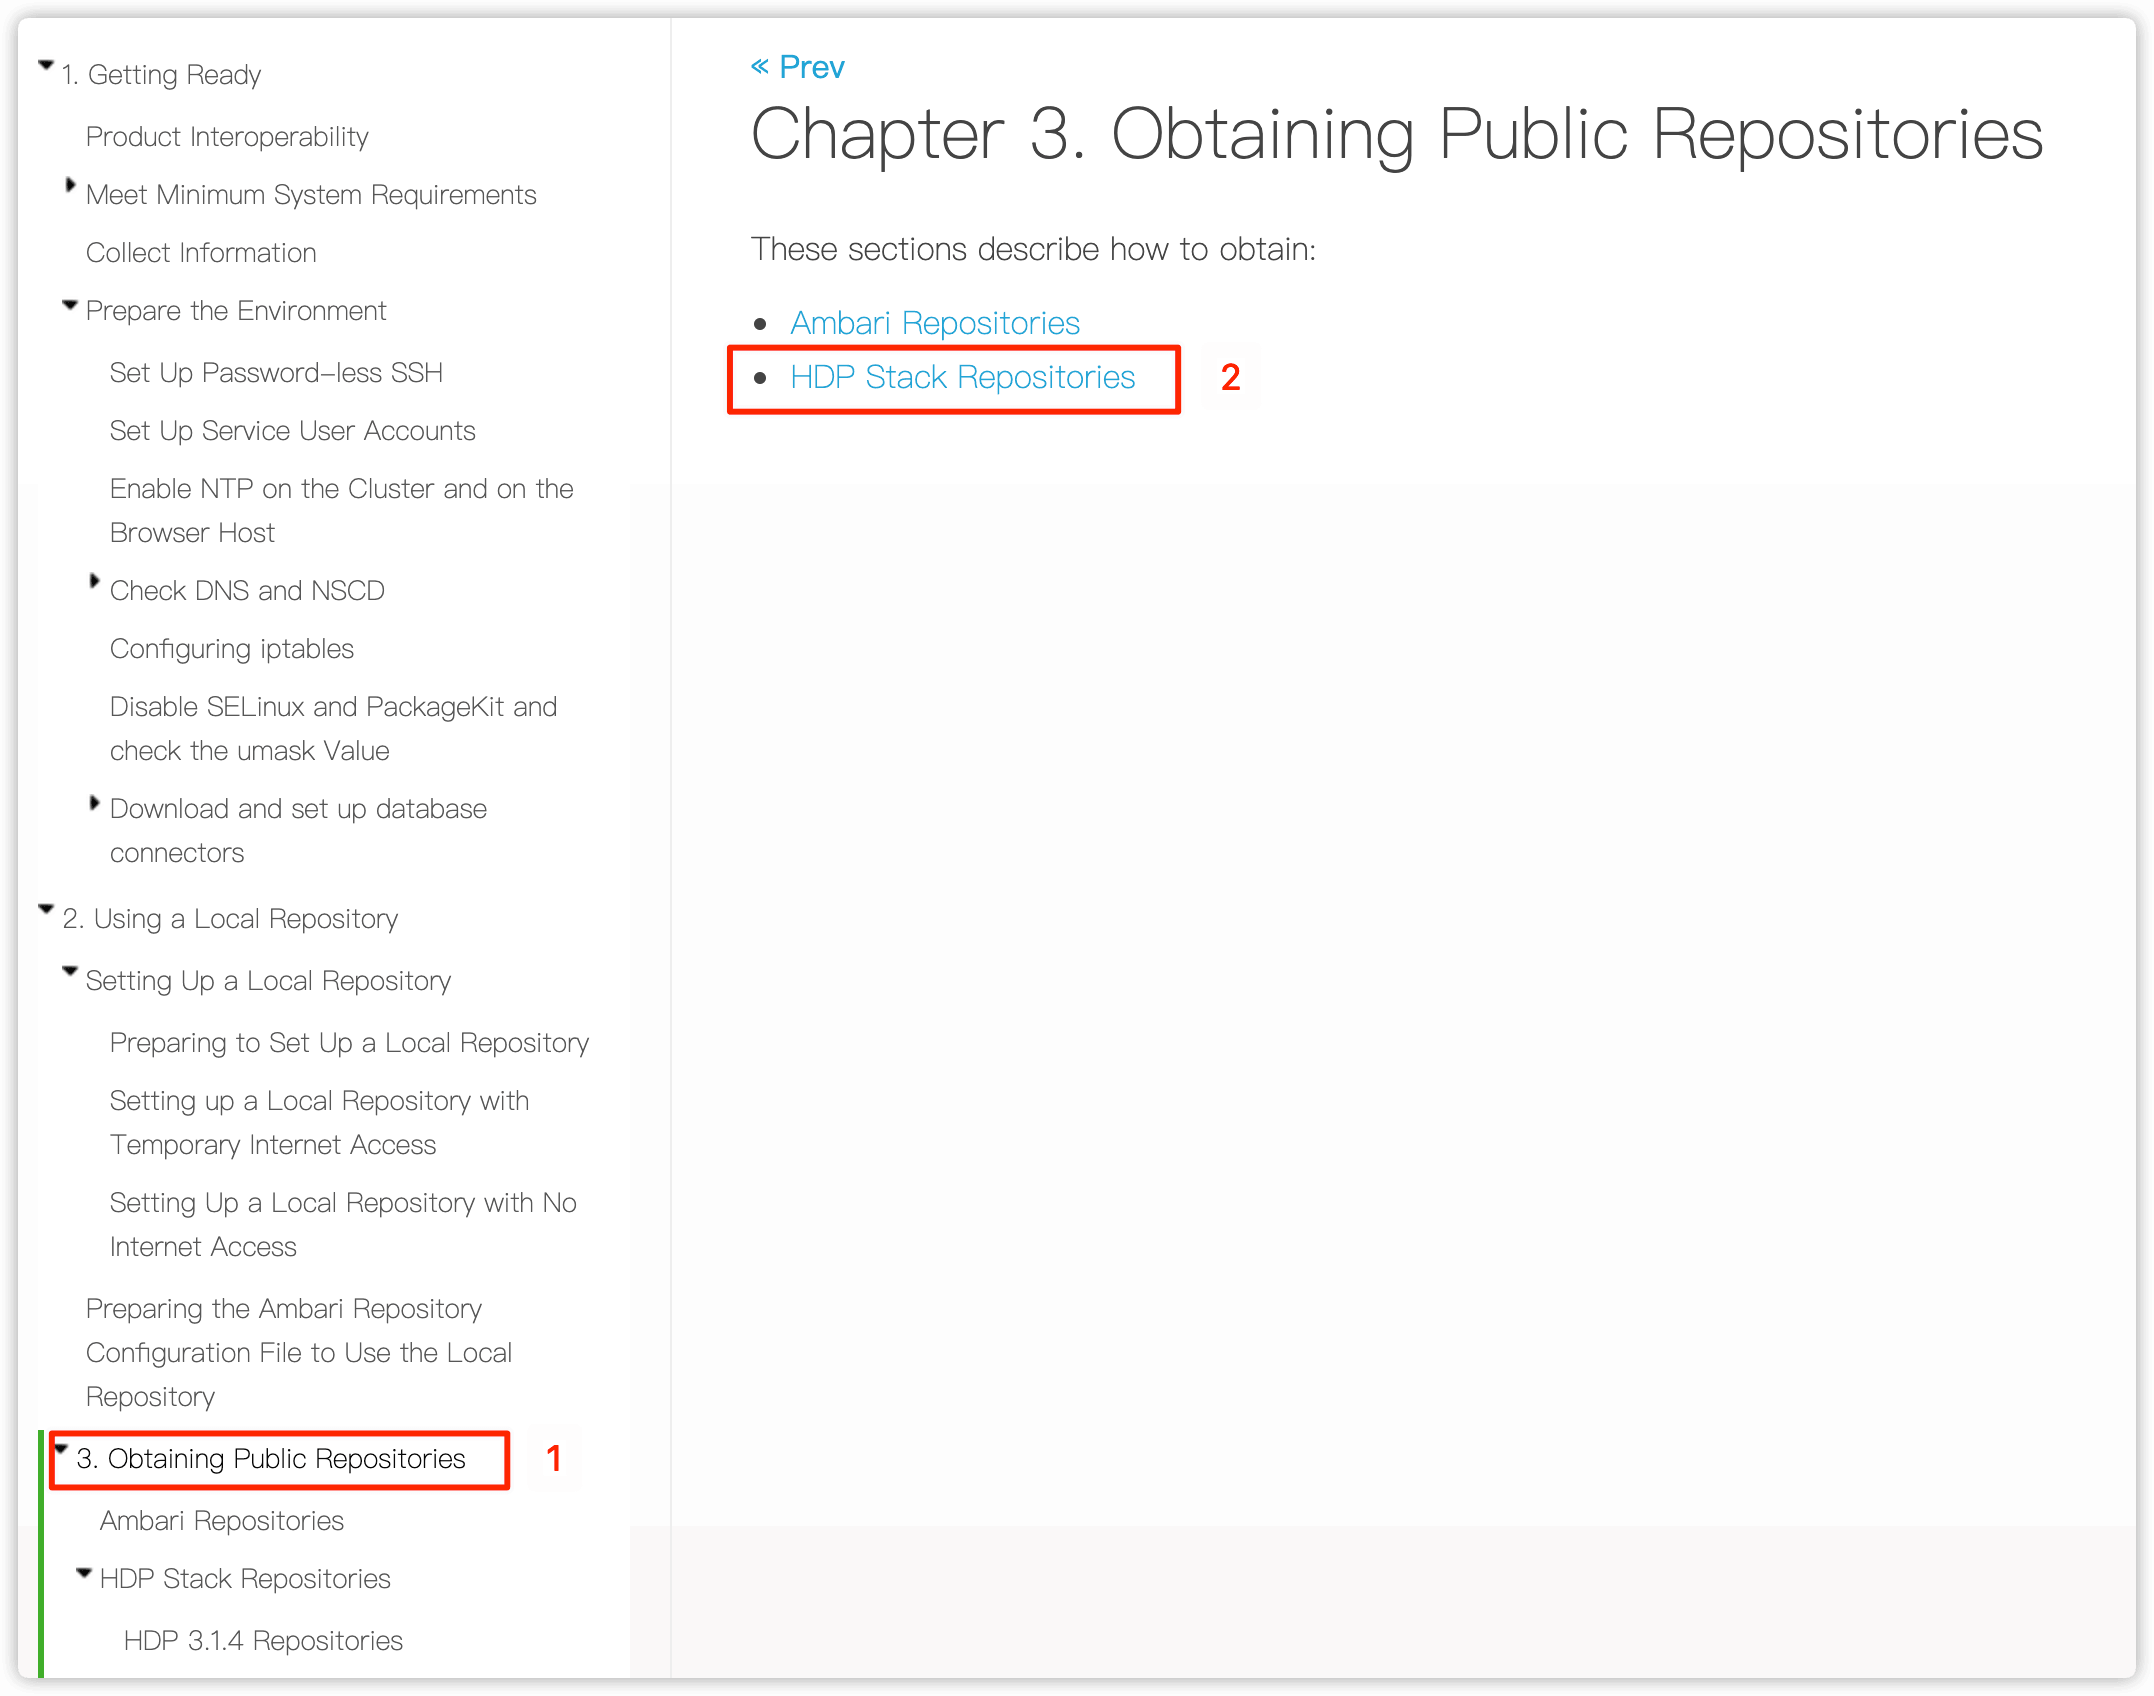 1. Getting Ready
Product Interoperability
Meet Minimum System Requirements
Collect Information
Prepare the Environment
Set Up Password-less SSH
Set Up Service User Accounts
Enable NTP on the Cluster and on the
Browser Host
Check DNS and NSCD
Configuring iptables
Disable SELinux and PackageKit and
check the umask Value
Download and set up database
connectors
2. Using a Local Repository
Setting Up a Local Repository
Preparing to Set Up a Local Repository
Setting up a Local Repository with
Temporary Internet Access
Setting Up a Local Repository with No
Internet Access
Preparing the Ambari Repository
Configuration File to Use the Local
Repository
3. Obtaining Public Repositories 1
Ambari Repositories
HDP Stack Repositories
HDP 3.1.4 Repositories
« Prev
Chapter 3. Obtaining Public Repositories
These sections describe how to obtain:
• Ambari Repositories
• HDP Stack Repositories 2